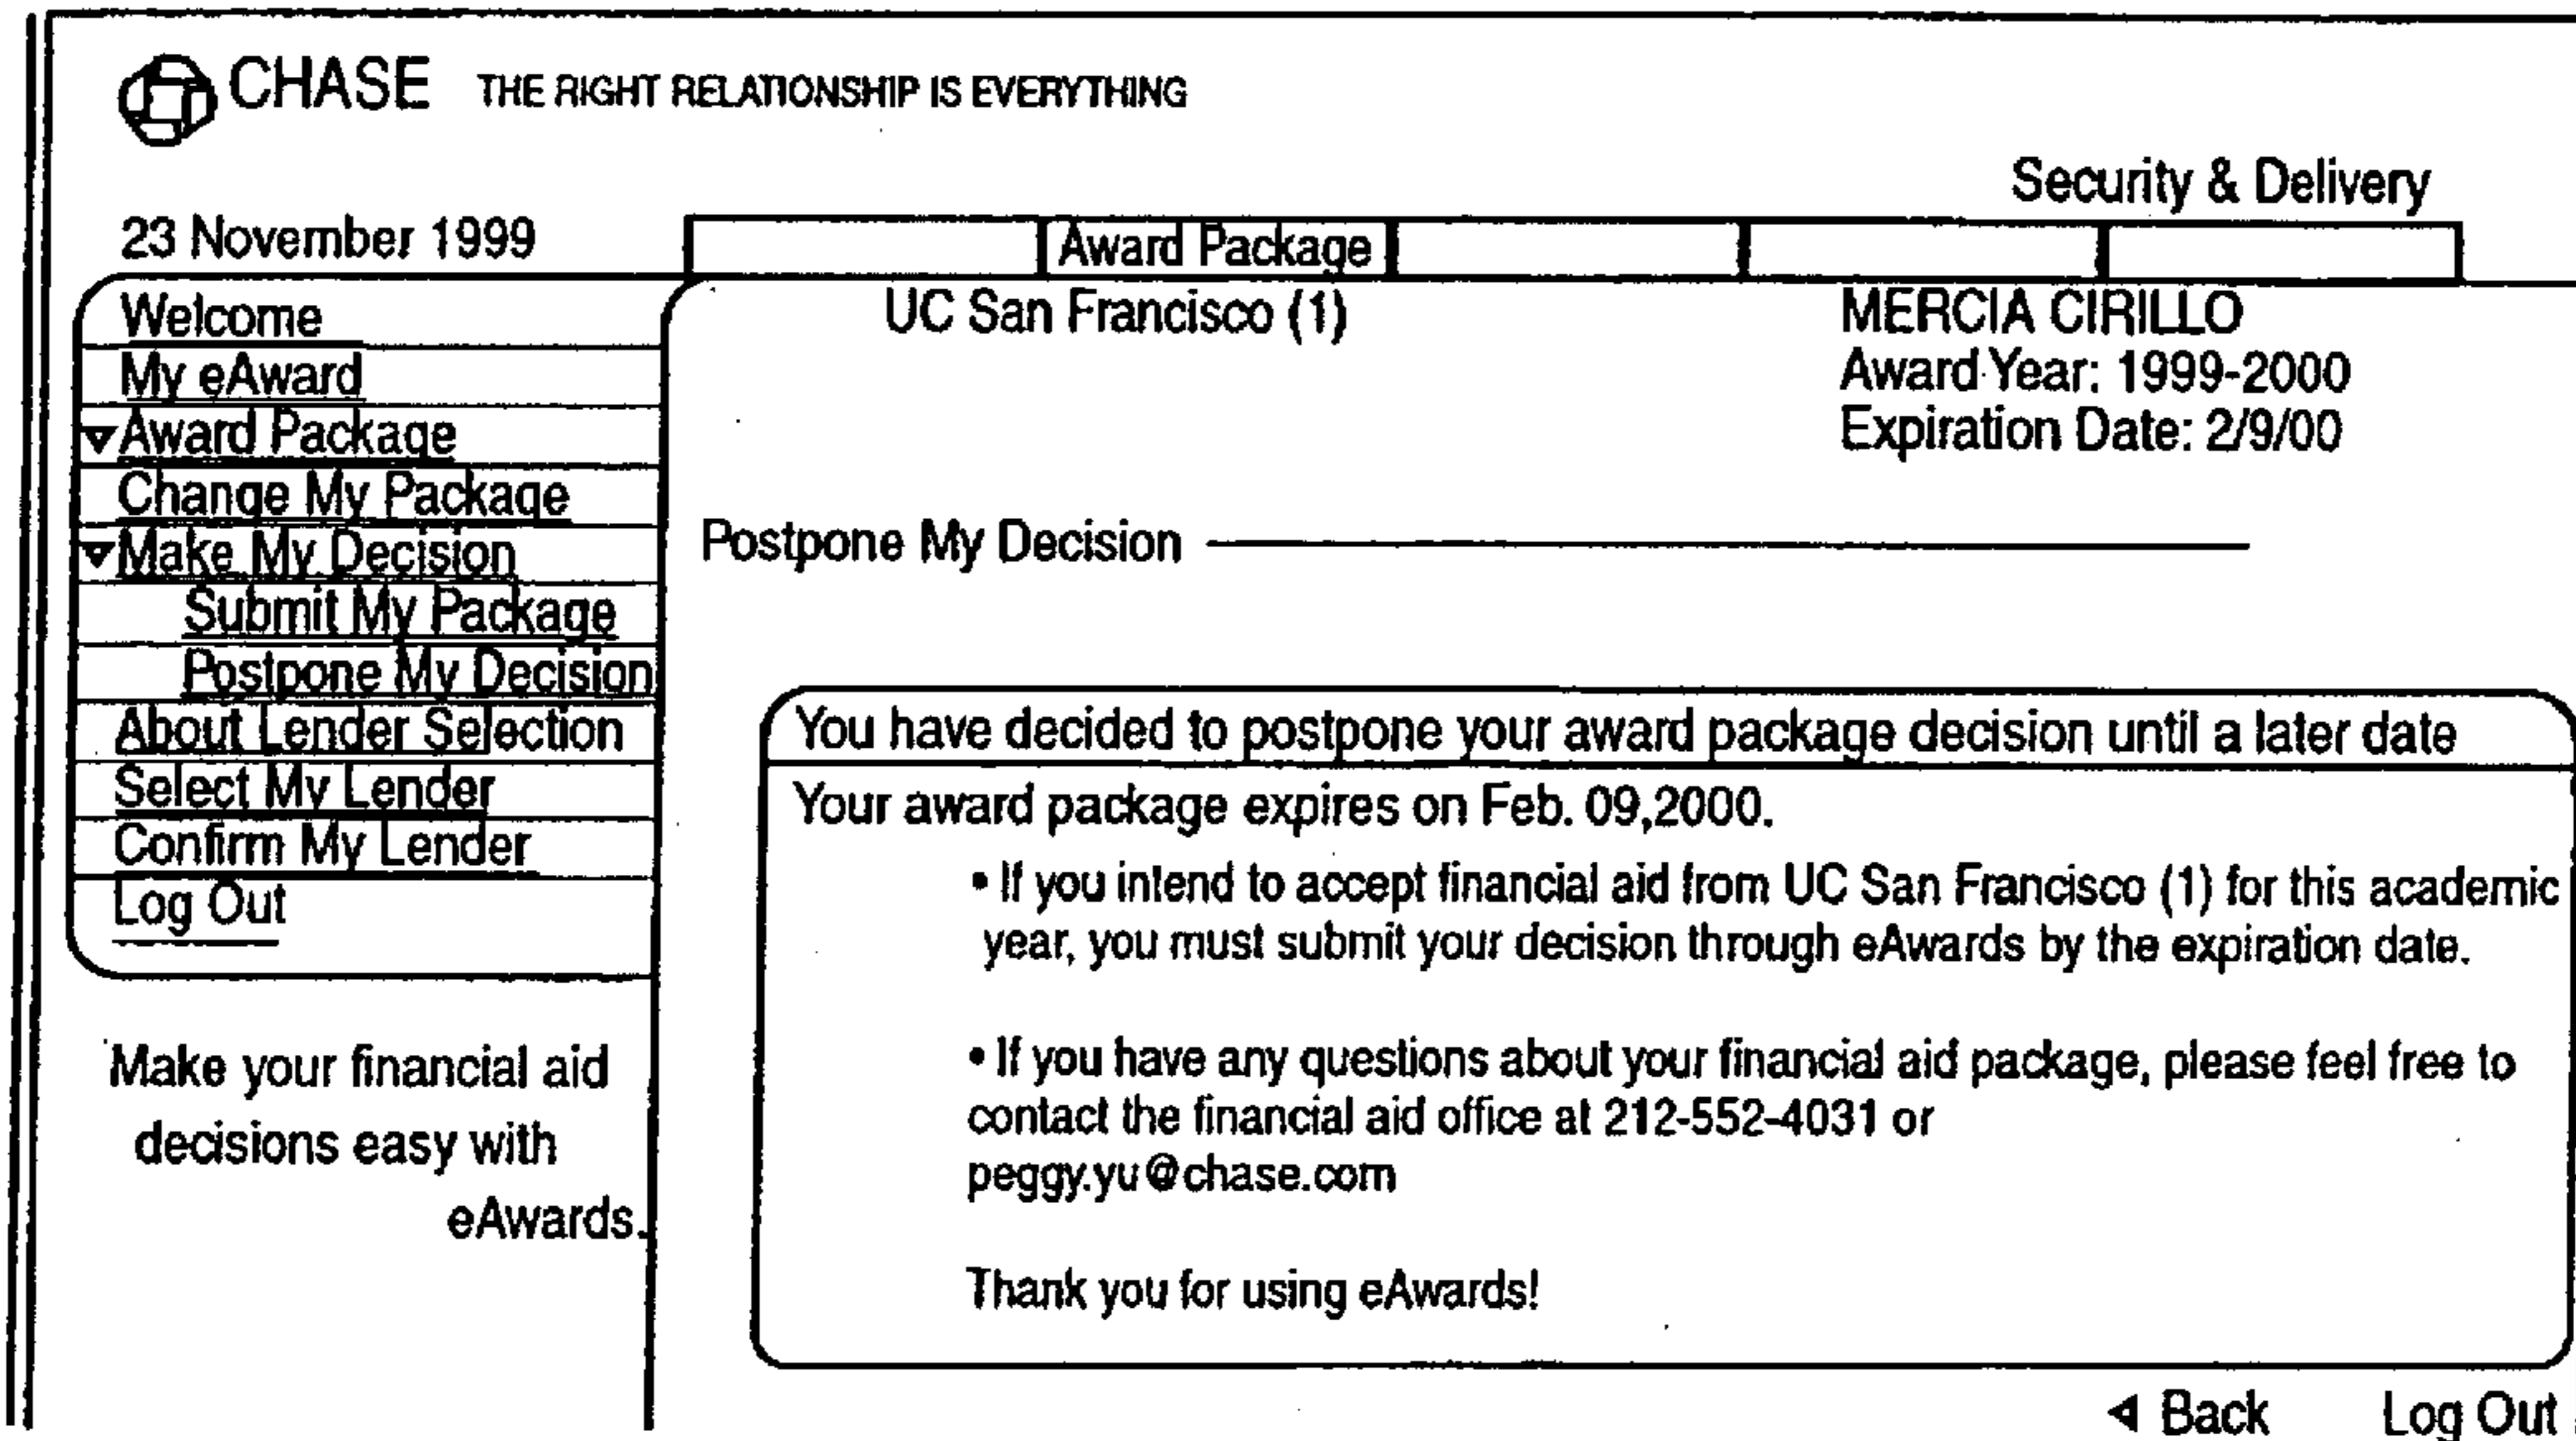 CHASE THE RIGHT RELATIONSHIP IS EVERYTHING
Security & Delivery
23 November 1999
Award Package
Welcome
My eAward
Award Package
Change My Package
Make My Decision
Submit My Package
Postpone My Decision
About Lender Selection
Select My Lender
Confirm My Lender
Log Out
Make your financial aid
decisions easy with
eAwards.
UC San Francisco (1)
MERCIA CIRILLO
Award Year: 1999-2000
Expiration Date: 2/9/00
Postpone My Decision
You have decided to postpone your award package decision until a later date
Your award package expires on Feb. 09,2000.
• If you intend to accept financial aid from UC San Francisco (1) for this academic
year, you must submit your decision through eAwards by the expiration date.
• If you have any questions about your financial aid package, please feel free to
contact the financial aid office at 212-552-4031 or
peggy.yu@chase.com
Thank you for using eAwards!
Back Log Out